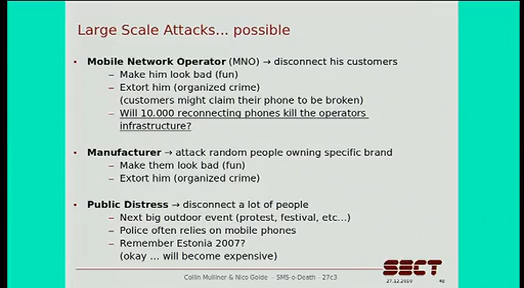 Large Scale Attacks... possible
• Mobile Network Operator (MNO) → disconnect his customers
– Make him look bad (fun)
– Extort him (organized crime)
(customers might claim their phone to be broken)
– Will 10.000 reconnecting phones kill the operators
infrastructure?
• Manufacturer → attack random people owning specific brand
– Make them look bad (fun)
– Extort him (organized crime)
• Public Distress → disconnect a lot of people
– Next big outdoor event (protest, festival, etc...)
– Police often relies on mobile phones
– Remember Estonia 2007?
(okay ... will become expensive)
SECT
Collin Mulliner & Nico Golde - SMS-o-Death - 27c3
27.12.2010